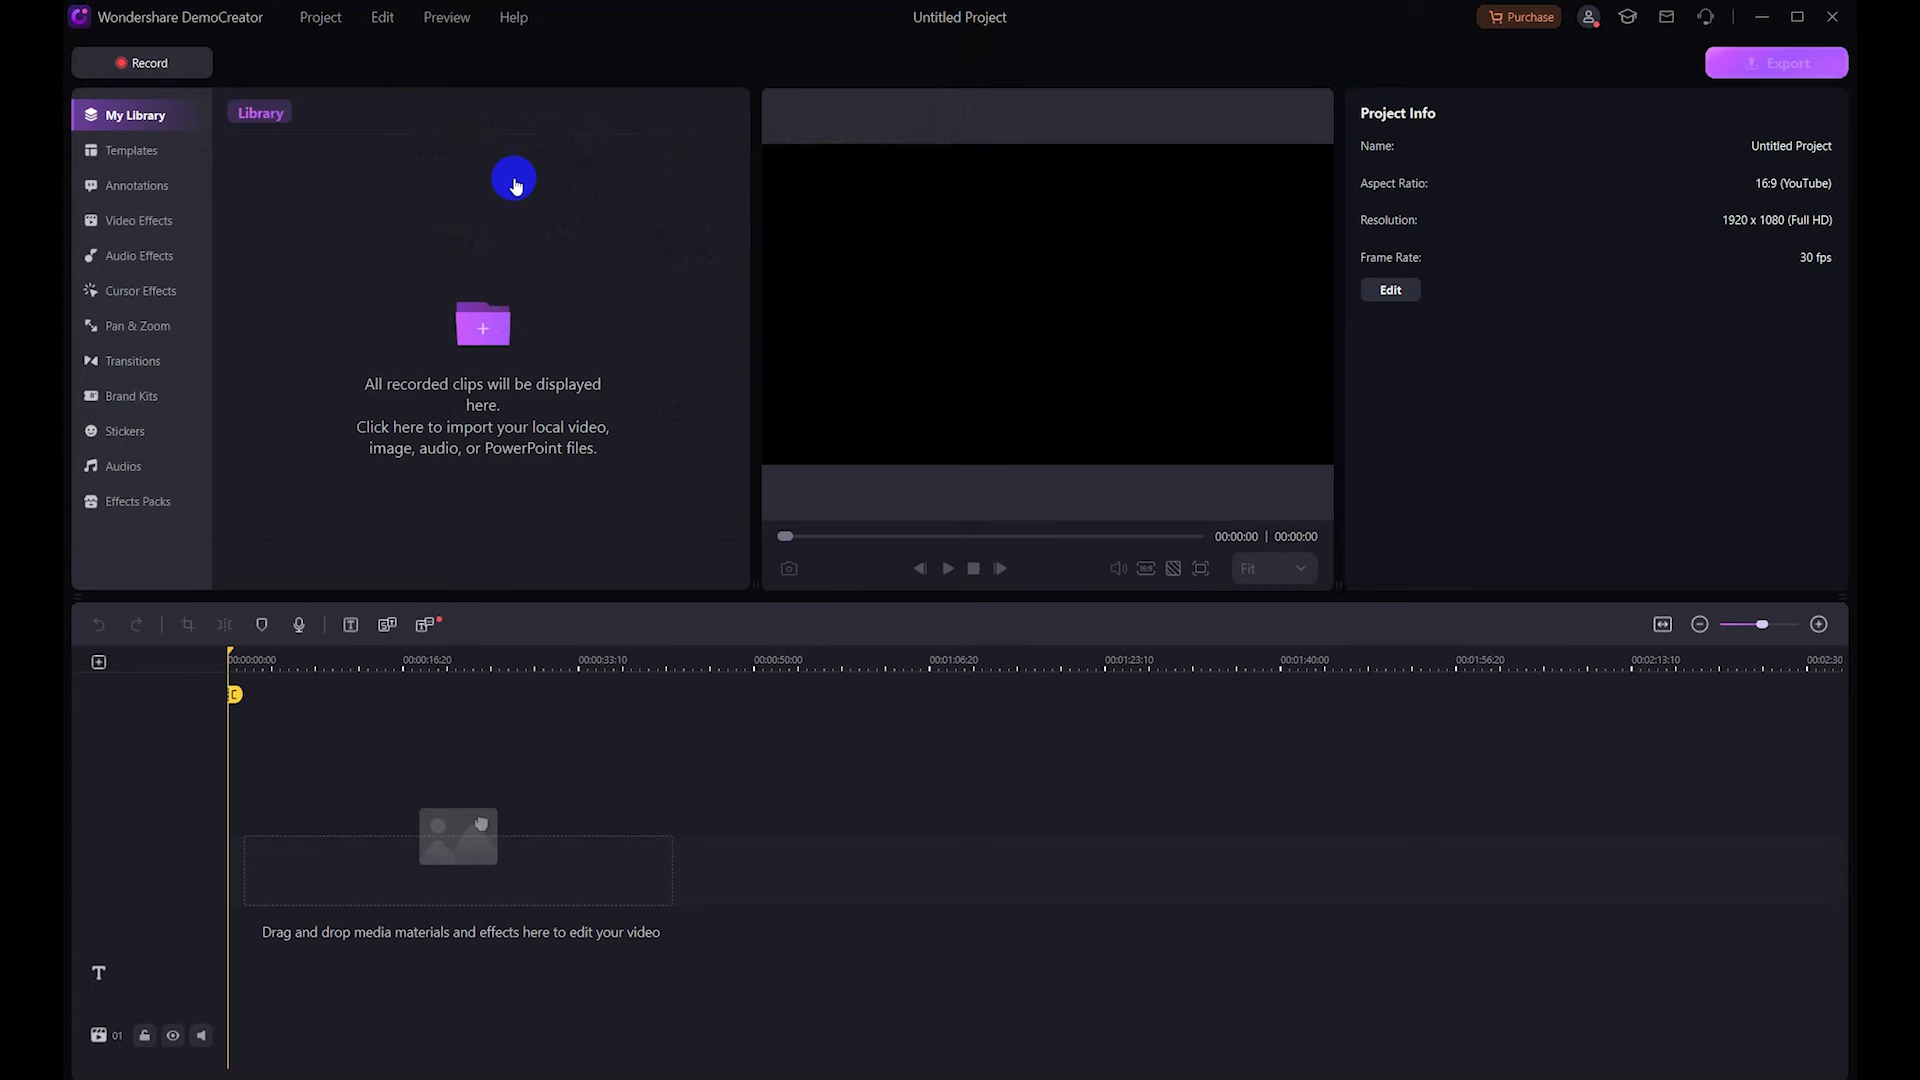 Wondershare DemoCreator
Project
Edit
Preview
Help
Untitled Project
Purchase
Record
Export
My Library
Templates
Annotations
Video Effects
Audio Effects
Cursor Effects
Pan & Zoom
Transitions
Brand Kits
Stickers
Audios
Effects Packs
Library
All recorded clips will be displayed
here.
Click here to import your local video,
image, audio, or PowerPoint files.
00:00:00 | 00:00:00
16:9
Fit
Project Info
Name: Untitled Project
Aspect Ratio: 16:9 (YouTube)
Resolution: 1920 x 1080 (Full HD)
Frame Rate: 30 fps
Edit
00:00:00:00 00:00:16:20 00:00:33:10 00:00:50:00 00:01:06:20 00:01:23:10 00:01:40:00 00:01:56:20 00:02:13:10 00:02:30
Drag and drop media materials and effects here to edit your video
T
01